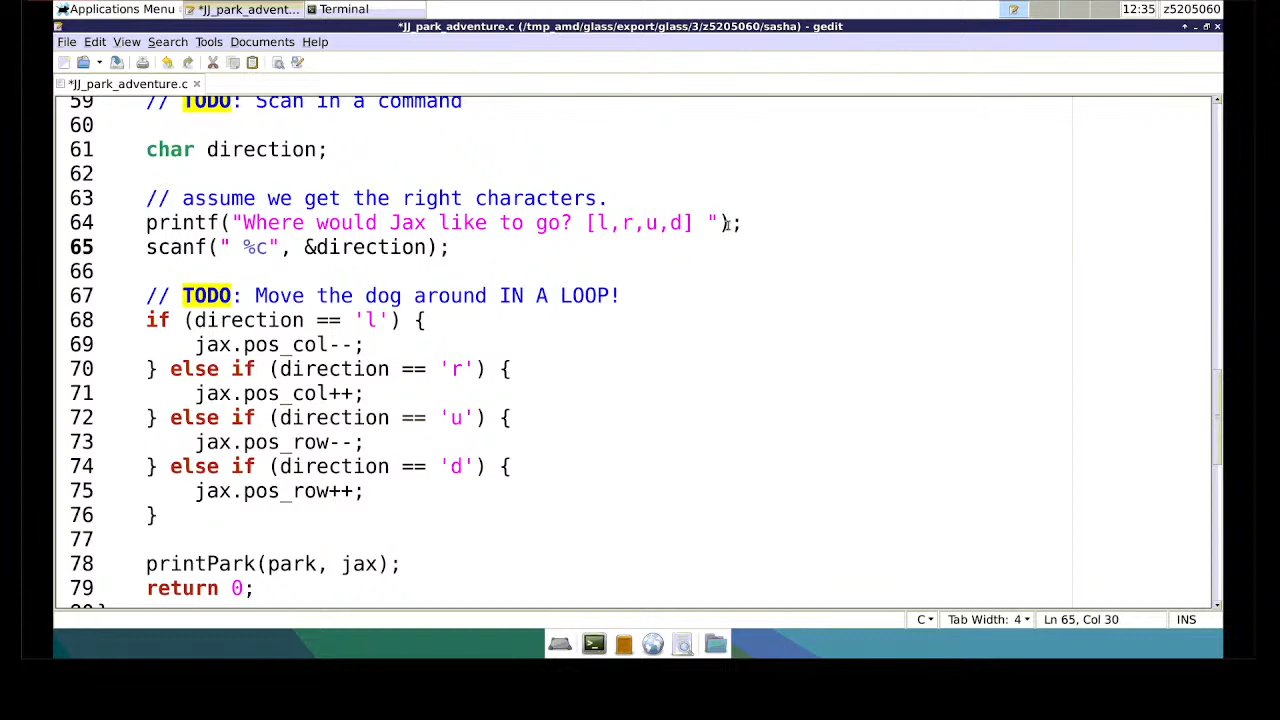 Applications Menu *JJ_park_advent... Terminal 12:35 z5205060
*JJ_park_adventure.c (/tmp_amd/glass/export/glass/3/z5205060/sasha) - gedit
File Edit View Search Tools Documents Help
*JJ_park_adventure.c
59 // TODO: Scan in a command
60
61 char direction;
62
63 // assume we get the right characters.
64 printf("Where would Jax like to go? [l,r,u,d] ");
65 scanf(" %c", &direction);
66
67 // TODO: Move the dog around IN A LOOP!
68 if (direction == 'l') {
69 jax.pos_col--;
70 } else if (direction == 'r') {
71 jax.pos_col++;
72 } else if (direction == 'u') {
73 jax.pos_row--;
74 } else if (direction == 'd') {
75 jax.pos_row++;
76 }
77
78 printPark(park, jax);
79 return 0;
80 }
C Tab Width: 4 Ln 65, Col 30 INS